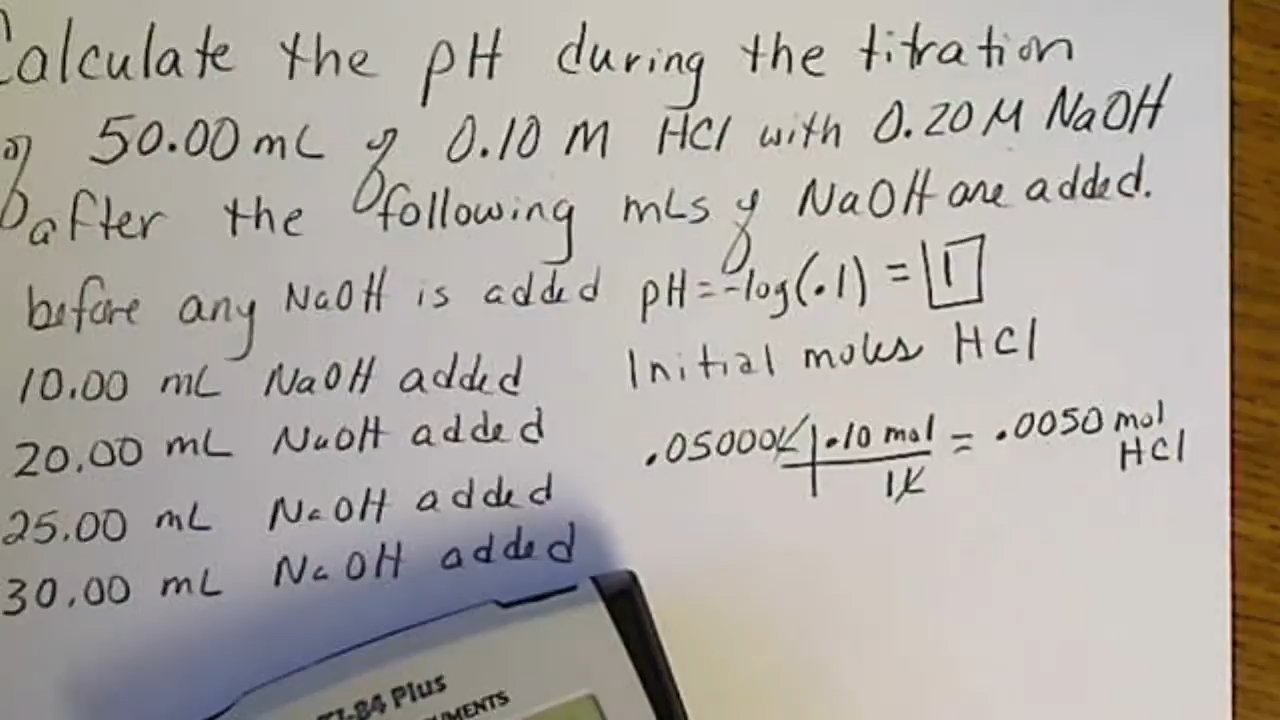 Calculate the pH during the titration
of 50.00 mL of 0.10 M HCl with 0.20 M NaOH
after the following mLs of NaOH are added.
before any NaOH is added pH = -log(.1) = 1
10.00 mL NaOH added
Initial moles HCl
20.00 mL NaOH added
.05000L .10 mol = .0050 mol
1L HCl
25.00 mL NaOH added
30.00 mL NaOH added
TI-84 Plus
UMENTS